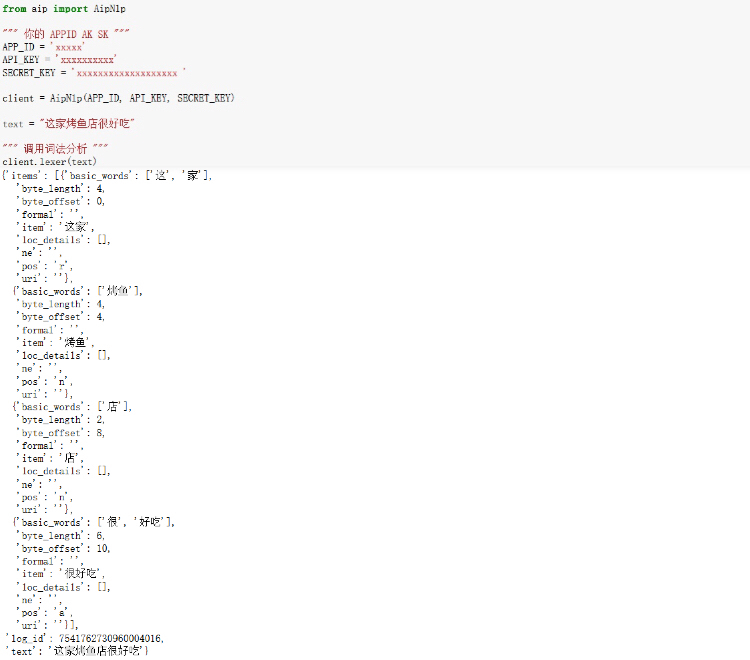 from aip import AipNlp
""" 你的 APPID AK SK """
APP_ID = 'xxxxx'
API_KEY = 'xxxxxxxxxx'
SECRET_KEY = 'xxxxxxxxxxxxxxxxxxx '
client = AipNlp(APP_ID, API_KEY, SECRET_KEY)
text = "这家烤鱼店很好吃"
""" 调用词法分析 """
client.lexer(text)
{'items': [{'basic_words': ['这', '家'],
'byte_length': 4,
'byte_offset': 0,
'formal': '',
'item': '这家',
'loc_details': [],
'ne': '',
'pos': 'r',
'uri': ''},
{'basic_words': ['烤鱼'],
'byte_length': 4,
'byte_offset': 4,
'formal': '',
'item': '烤鱼',
'loc_details': [],
'ne': '',
'pos': 'n',
'uri': ''},
{'basic_words': ['店'],
'byte_length': 2,
'byte_offset': 8,
'formal': '',
'item': '店',
'loc_details': [],
'ne': '',
'pos': 'n',
'uri': ''},
{'basic_words': ['很', '好吃'],
'byte_length': 6,
'byte_offset': 10,
'formal': '',
'item': '很好吃',
'loc_details': [],
'ne': '',
'pos': 'a',
'uri': ''}],
'log_id': 7541762730960004016,
'text': '这家烤鱼店很好吃'}